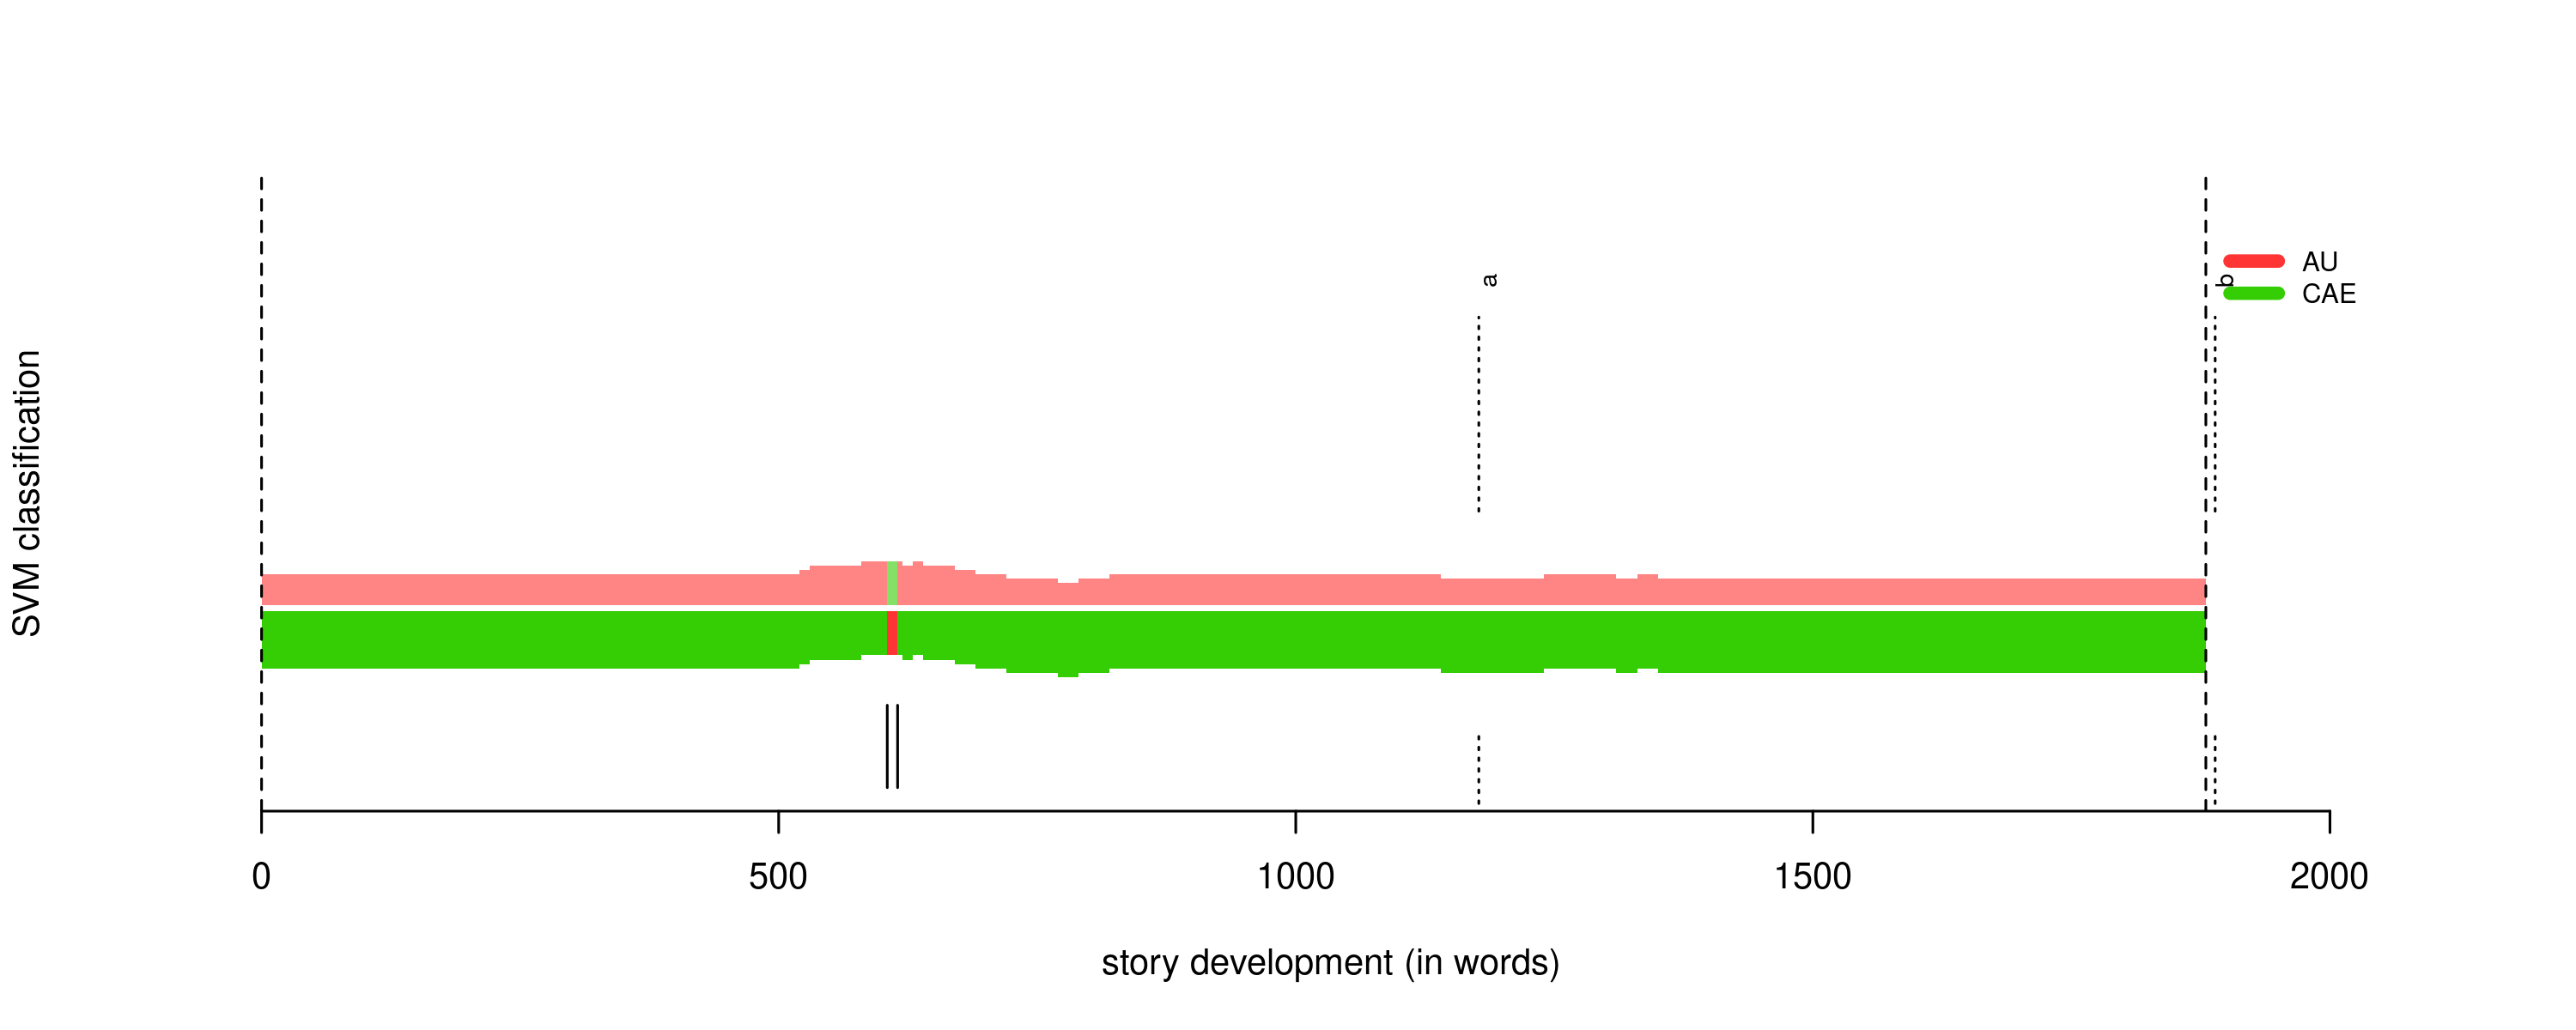 SVM classification
a
b
AU
CAE
0 500 1000 1500 2000
story development (in words)